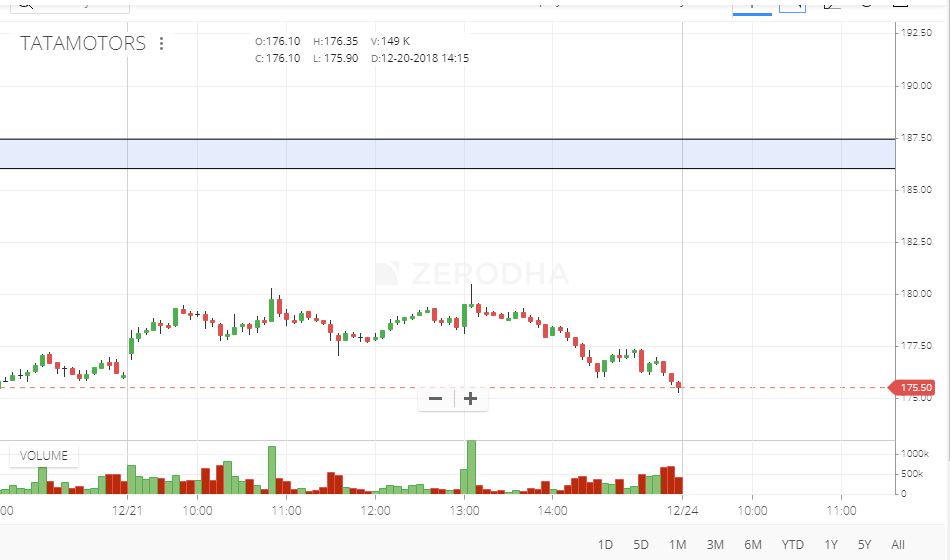 192.50
TATAMOTORS
O:176.10 H:176.35 V:149 K
C:176.10 L: 175.90 D:12-20-2018 14:15
190.00
187.50
185.00
182.50
ZERODHA
180.00
177.50
175.50
175.00
VOLUME
1000k
500k
0
:00 12/21 10:00 11:00 12:00 13:00 14:00 12/24 10:00 11:00
1D 5D 1M 3M 6M YTD 1Y 5Y All